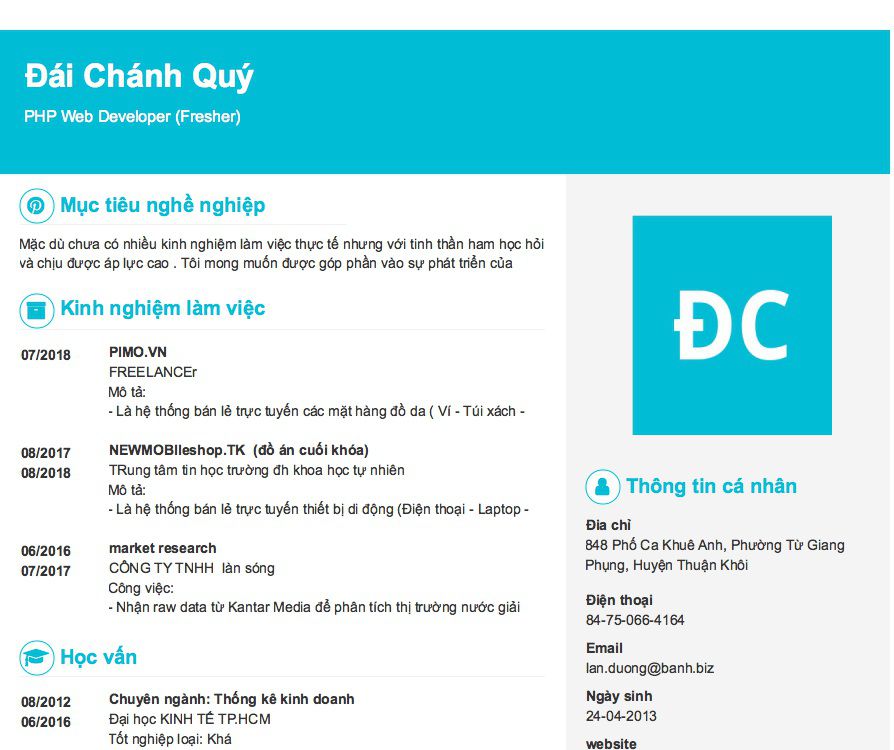 Đái Chánh Quý
PHP Web Developer (Fresher)
Mục tiêu nghề nghiệp
Mặc dù chưa có nhiều kinh nghiệm làm việc thực tế nhưng với tinh thần ham học hỏi
và chịu được áp lực cao . Tôi mong muốn được góp phần vào sự phát triển của
Kinh nghiệm làm việc
07/2018
PIMO.VN
FREELANCEr
Mô tả:
- Là hệ thống bán lẻ trực tuyến các mặt hàng đồ da ( Ví - Túi xách -
08/2017
08/2018
NEWMOBIleshop.TK (đồ án cuối khóa)
TRung tâm tin học trường đh khoa học tự nhiên
Mô tả:
- Là hệ thống bán lẻ trực tuyến thiết bị di động (Điện thoại - Laptop -
06/2016
07/2017
market research
CÔNG TY TNHH làn sóng
Công việc:
- Nhận raw data từ Kantar Media để phân tích thị trường nước giải
Học vấn
08/2012
06/2016
Chuyên ngành: Thống kê kinh doanh
Đại học KINH TẾ TP.HCM
Tốt nghiệp loại: Khá
ĐC
Thông tin cá nhân
Đia chỉ
848 Phố Ca Khuê Anh, Phường Từ Giang
Phụng, Huyện Thuận Khôi
Điện thoại
84-75-066-4164
Email
lan.duong@banh.biz
Ngày sinh
24-04-2013
website